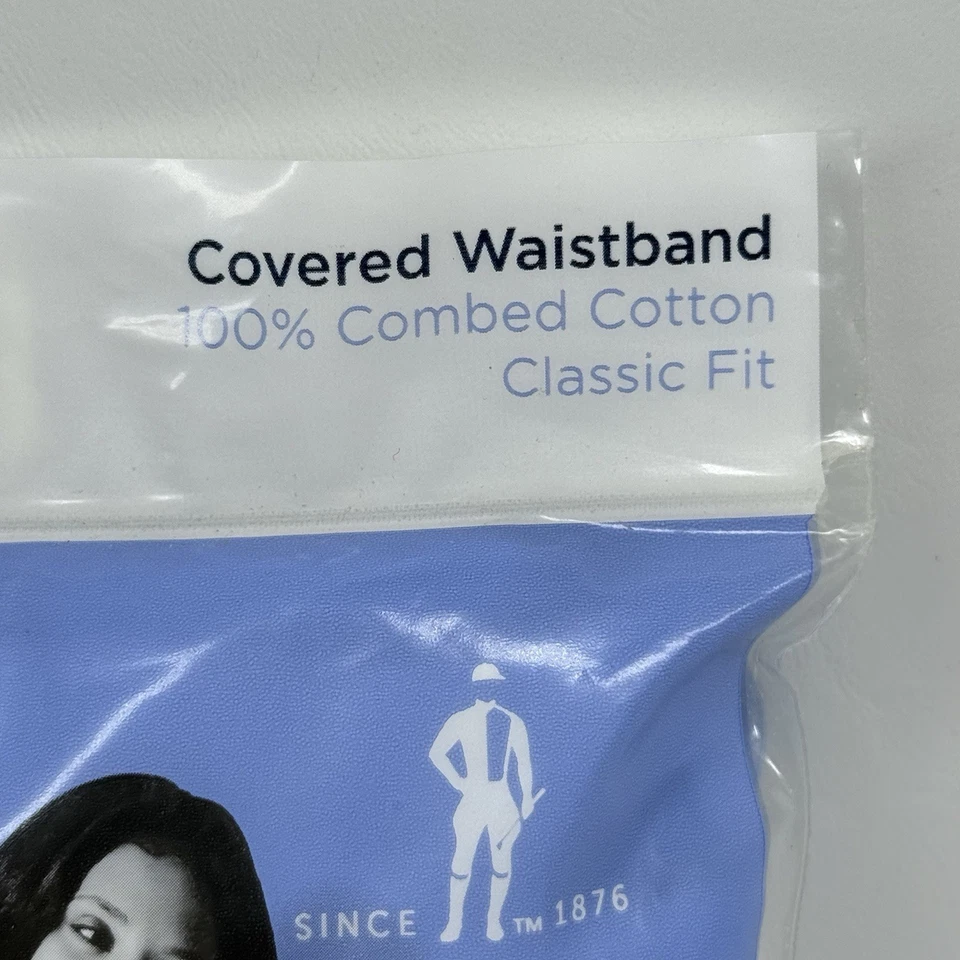 Covered Waistband
100% Combed Cotton
Classic Fit
SINCE ™ 1876